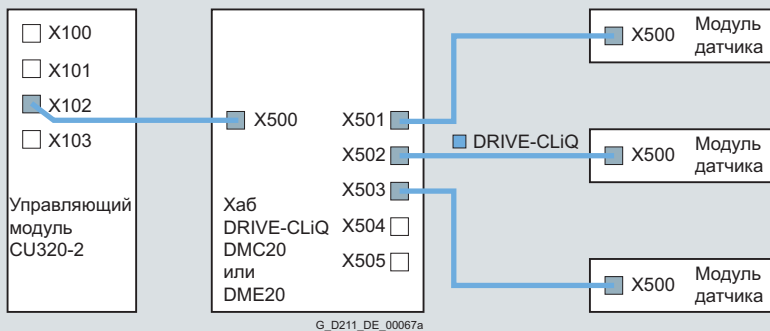 X100
X101
X102
X103
Управляющий
модуль
CU320-2
X500
X501
X502
X503
X504
X505
Хаб
DRIVE-CLiQ
DMC20
или
DME20
DRIVE-CLiQ
X500
Модуль
датчика
X500
Модуль
датчика
X500
Модуль
датчика
G_D211_DE_00067a